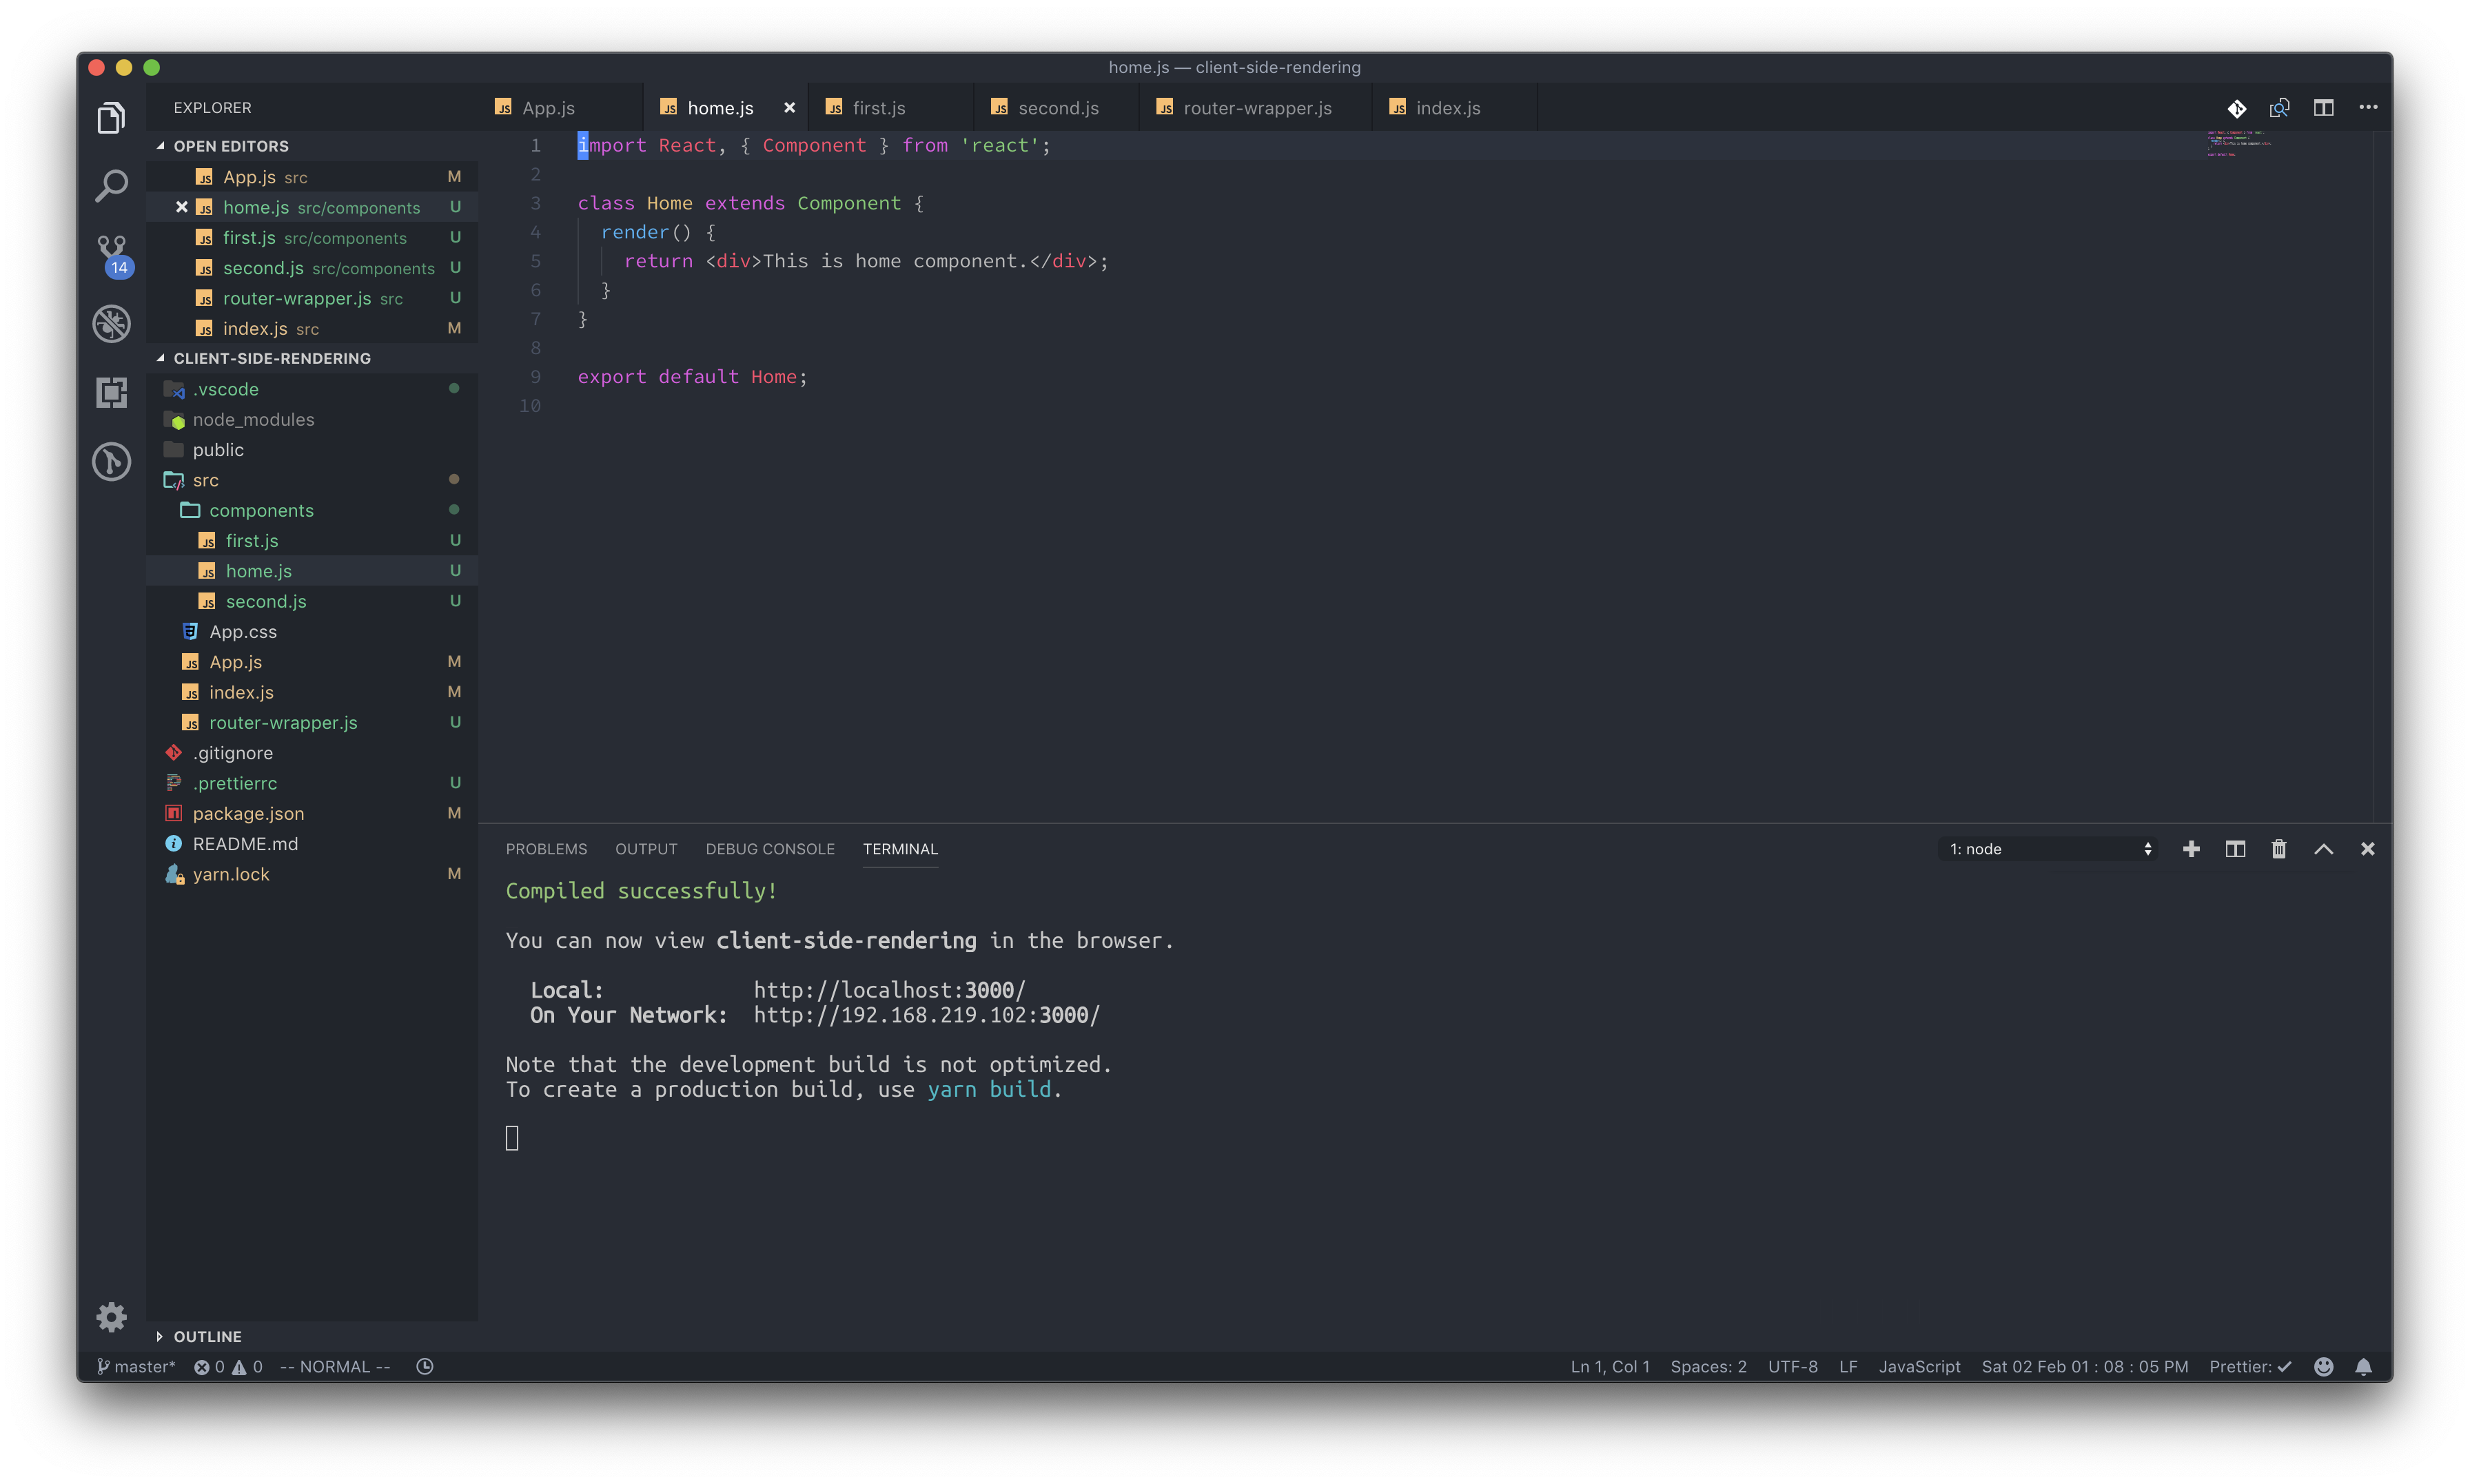 home.js — client-side-rendering
EXPLORER
OPEN EDITORS
App.js src M
home.js src/components U
first.js src/components U
second.js src/components U
router-wrapper.js src U
index.js src M
CLIENT-SIDE-RENDERING
.vscode
node_modules
public
src
components
first.js U
home.js U
second.js U
App.css
App.js M
index.js M
router-wrapper.js U
.gitignore
.prettierrc U
package.json M
README.md
yarn.lock M
OUTLINE
14
App.js home.js first.js second.js router-wrapper.js index.js
1 import React, { Component } from 'react';
2
3 class Home extends Component {
4 render() {
5 return <div>This is home component.</div>;
6 }
7 }
8
9 export default Home;
10
PROBLEMS OUTPUT DEBUG CONSOLE TERMINAL 1: node
Compiled successfully!
You can now view client-side-rendering in the browser.
Local: http://localhost:3000/
On Your Network: http://192.168.219.102:3000/
Note that the development build is not optimized.
To create a production build, use yarn build.
master* 0 0 -- NORMAL -- Ln 1, Col 1 Spaces: 2 UTF-8 LF JavaScript Sat 02 Feb 01 : 08 : 05 PM Prettier: ✓